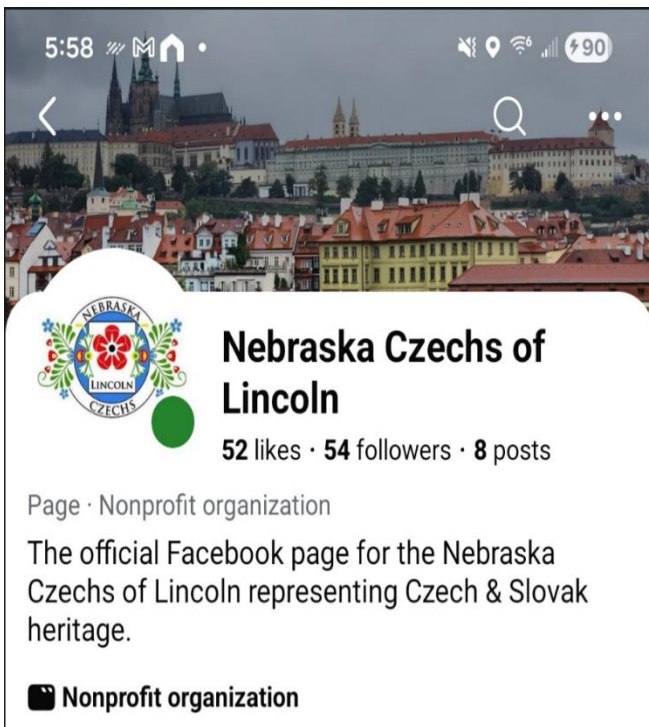 5:58
90
NEBRASKA
LINCOLN
CZECHS
Nebraska Czechs of
Lincoln
52 likes · 54 followers · 8 posts
Page · Nonprofit organization
The official Facebook page for the Nebraska
Czechs of Lincoln representing Czech & Slovak
heritage.
Nonprofit organization